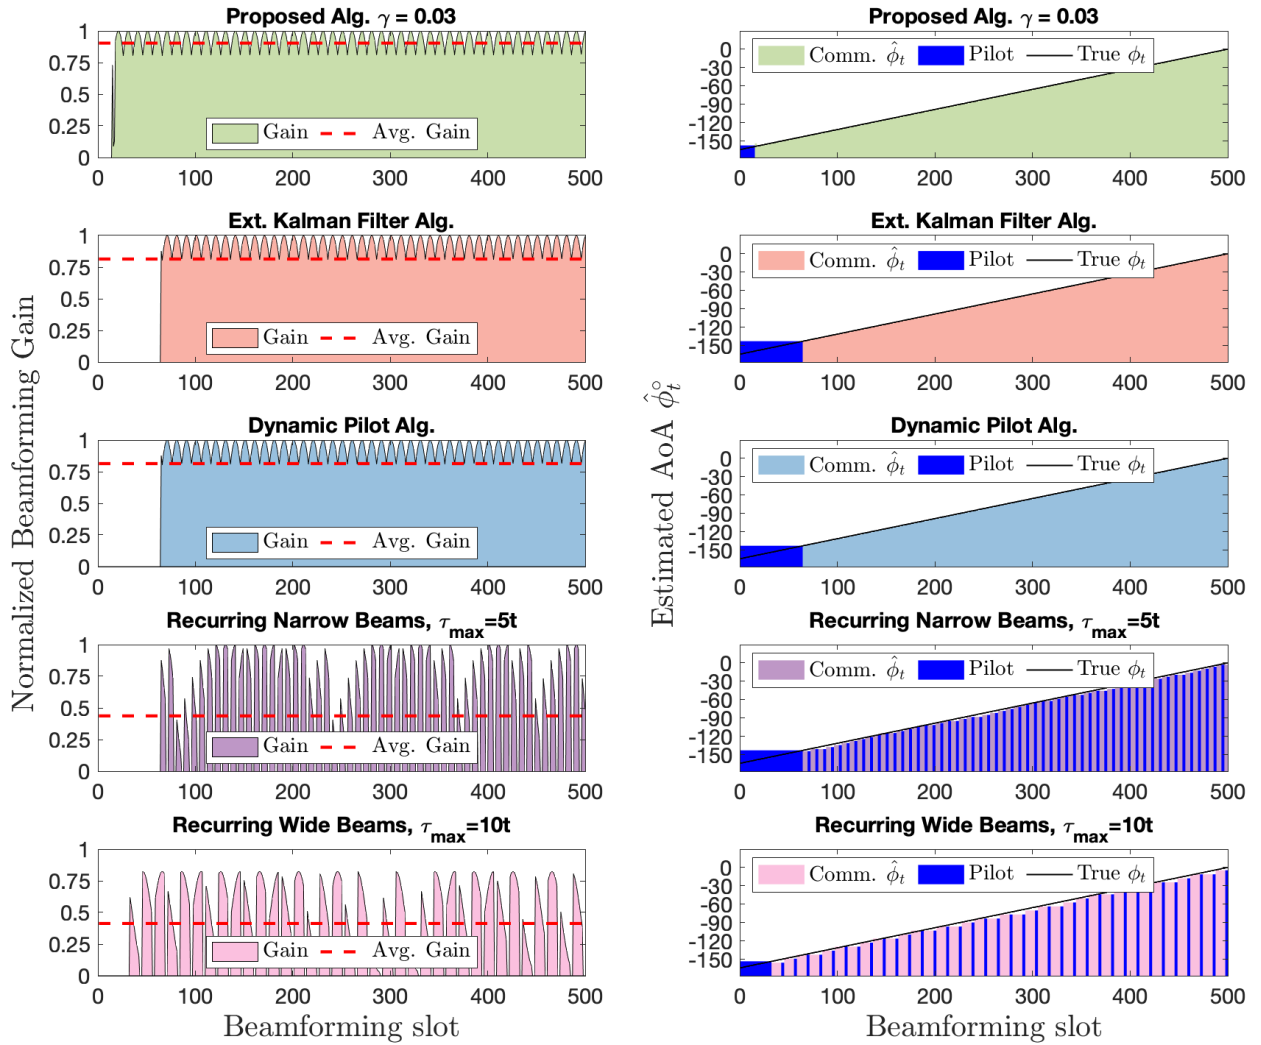 Proposed Alg. γ = 0.03
1
0.75
0.5
0.25
0
Gain Avg. Gain
0 100 200 300 400 500
Ext. Kalman Filter Alg.
1
0.75
0.5
0.25
0
Gain Avg. Gain
0 100 200 300 400 500
Dynamic Pilot Alg.
1
0.75
0.5
0.25
0
Gain Avg. Gain
0 100 200 300 400 500
Recurring Narrow Beams, τmax=5t
1
0.75
0.5
0.25
0
Gain Avg. Gain
0 100 200 300 400 500
Recurring Wide Beams, τmax=10t
1
0.75
0.5
0.25
0
Gain Avg. Gain
0 100 200 300 400 500
Normalized Beamforming Gain
Beamforming slot
Proposed Alg. γ = 0.03
Comm. ϕ̂t Pilot True ϕt
0
-30
-60
-90
-120
-150
0 100 200 300 400 500
Ext. Kalman Filter Alg.
Comm. ϕ̂t Pilot True ϕt
0
-30
-60
-90
-120
-150
0 100 200 300 400 500
Dynamic Pilot Alg.
Comm. ϕ̂t Pilot True ϕt
0
-30
-60
-90
-120
-150
0 100 200 300 400 500
Recurring Narrow Beams, τmax=5t
Comm. ϕ̂t Pilot True ϕt
0
-30
-60
-90
-120
-150
0 100 200 300 400 500
Recurring Wide Beams, τmax=10t
Comm. ϕ̂t Pilot True ϕt
0
-30
-60
-90
-120
-150
0 100 200 300 400 500
Estimated AoA ϕ̂t°
Beamforming slot